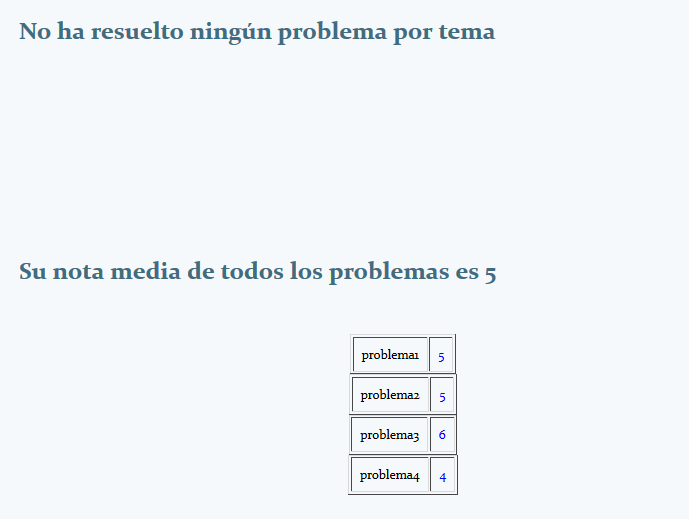 No ha resuelto ningún problema por tema
Su nota media de todos los problemas es 5
problema1 5
problema2 5
problema3 6
problema4 4